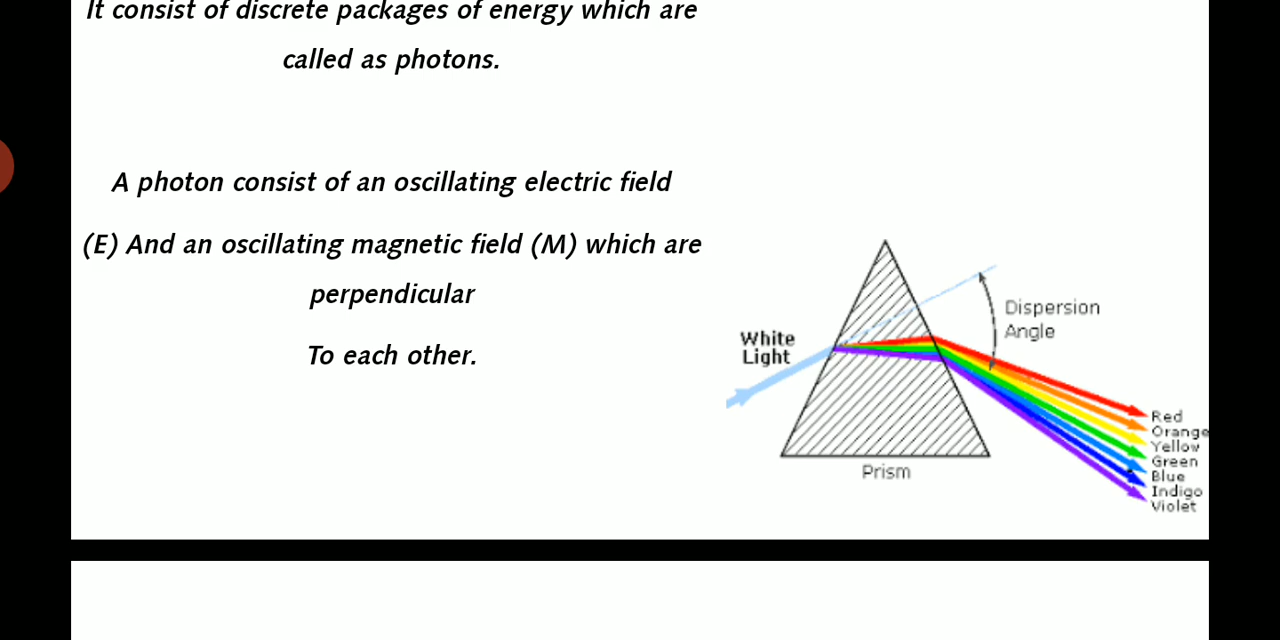 It consist of discrete packages of energy which are
called as photons.
A photon consist of an oscillating electric field
(E) And an oscillating magnetic field (M) which are
perpendicular
To each other.
White
Light
Dispersion
Angle
Prism
Red
Orange
Yellow
Green
Blue
Indigo
Violet